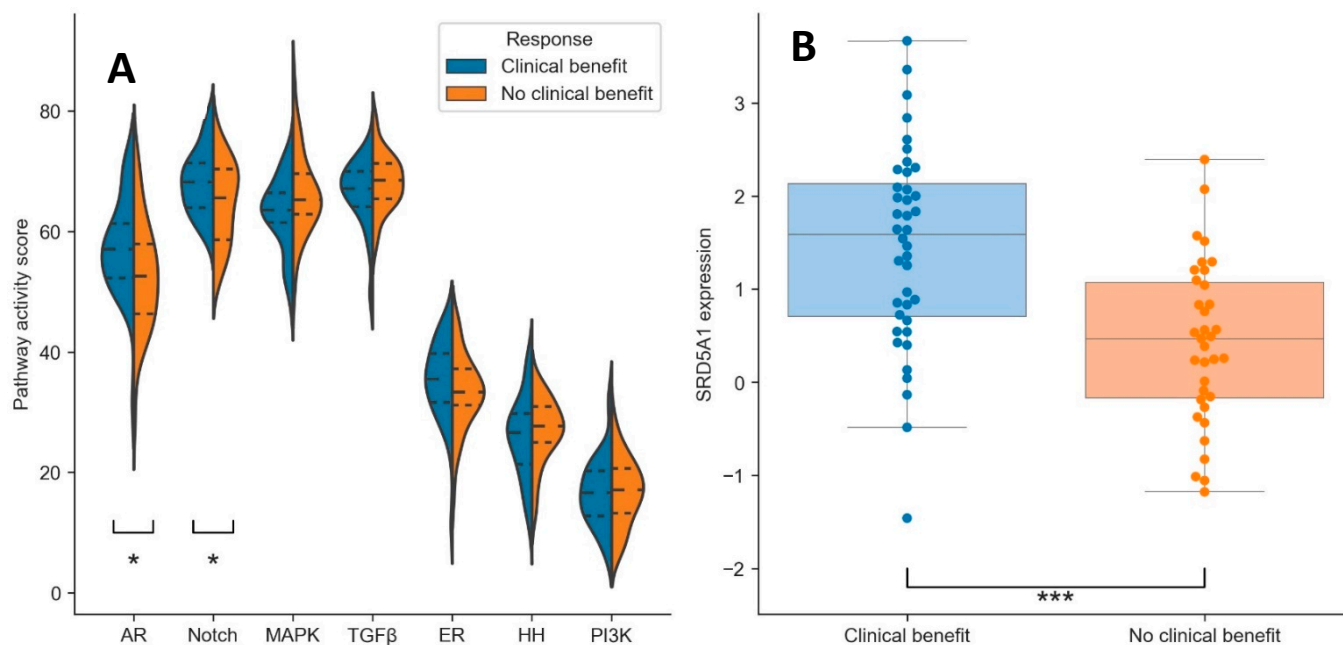 A
Response
Clinical benefit
No clinical benefit
Pathway activity score
80
60
40
20
0
* *
AR Notch MAPK TGFβ ER HH PI3K
B
SRD5A1 expression
3
2
1
0
−1
−2
***
Clinical benefit No clinical benefit